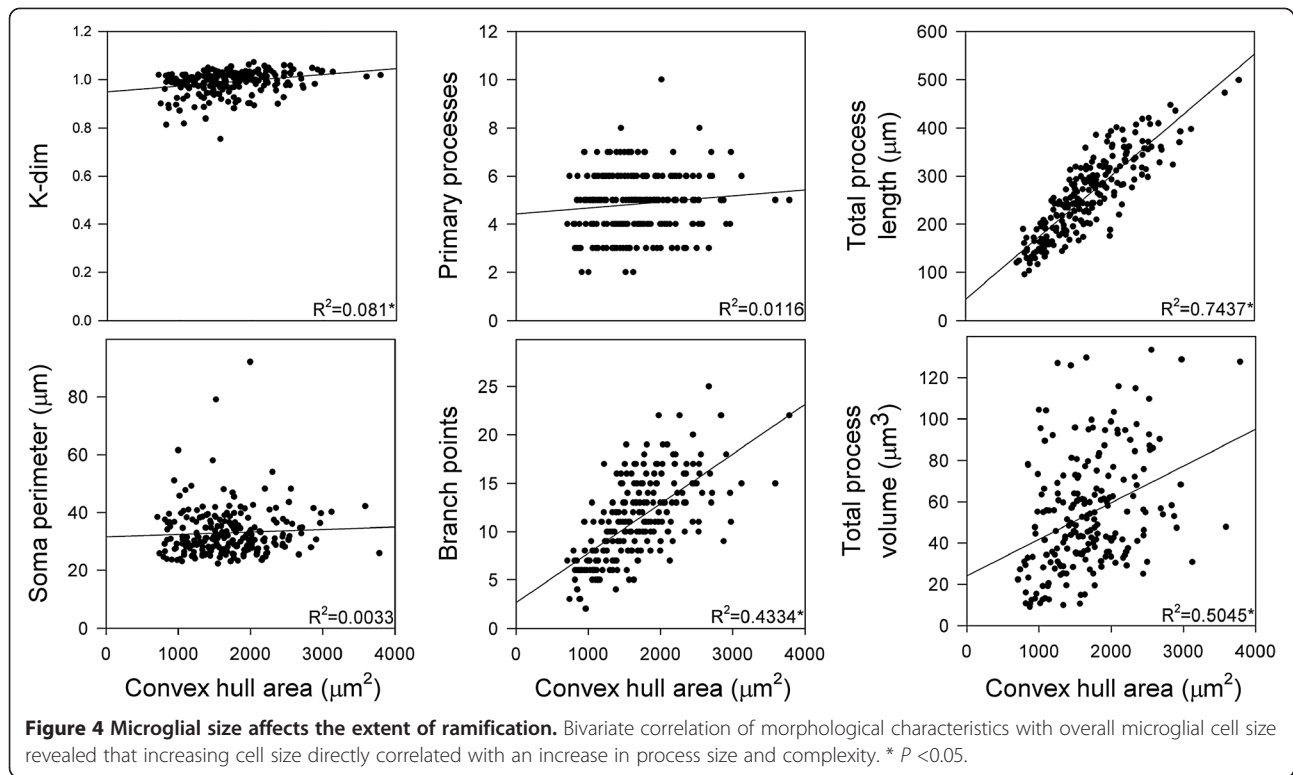 1.2
1.0
0.8
0.6
0.4
0.2
0.0
K-dim
R²=0.081*
12
10
8
6
4
2
0
Primary processes
R²=0.0116
600
500
400
300
200
100
0
Total process
length (μm)
R²=0.7437*
80
60
40
20
0
Soma perimeter (μm)
R²=0.0033
0 1000 2000 3000 4000
Convex hull area (μm²)
25
20
15
10
5
0
Branch points
R²=0.4334*
0 1000 2000 3000 4000
Convex hull area (μm²)
120
100
80
60
40
20
0
Total process
volume (μm³)
R²=0.5045*
0 1000 2000 3000 4000
Convex hull area (μm²)
Figure 4 Microglial size affects the extent of ramification. Bivariate correlation of morphological characteristics with overall microglial cell size
revealed that increasing cell size directly correlated with an increase in process size and complexity. * P <0.05.